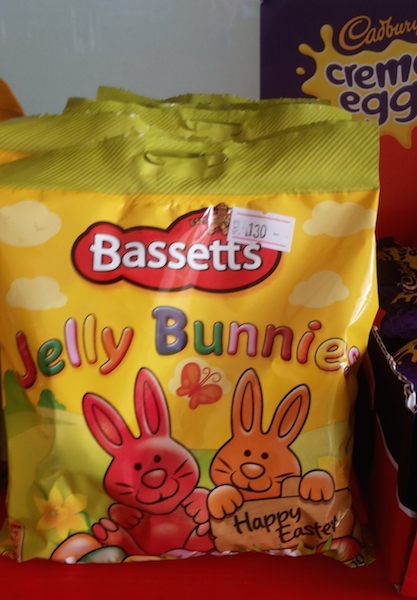 Cadbury
creme
egg
130 -
Bassetts
Jelly Bunnies
Happy
Easter